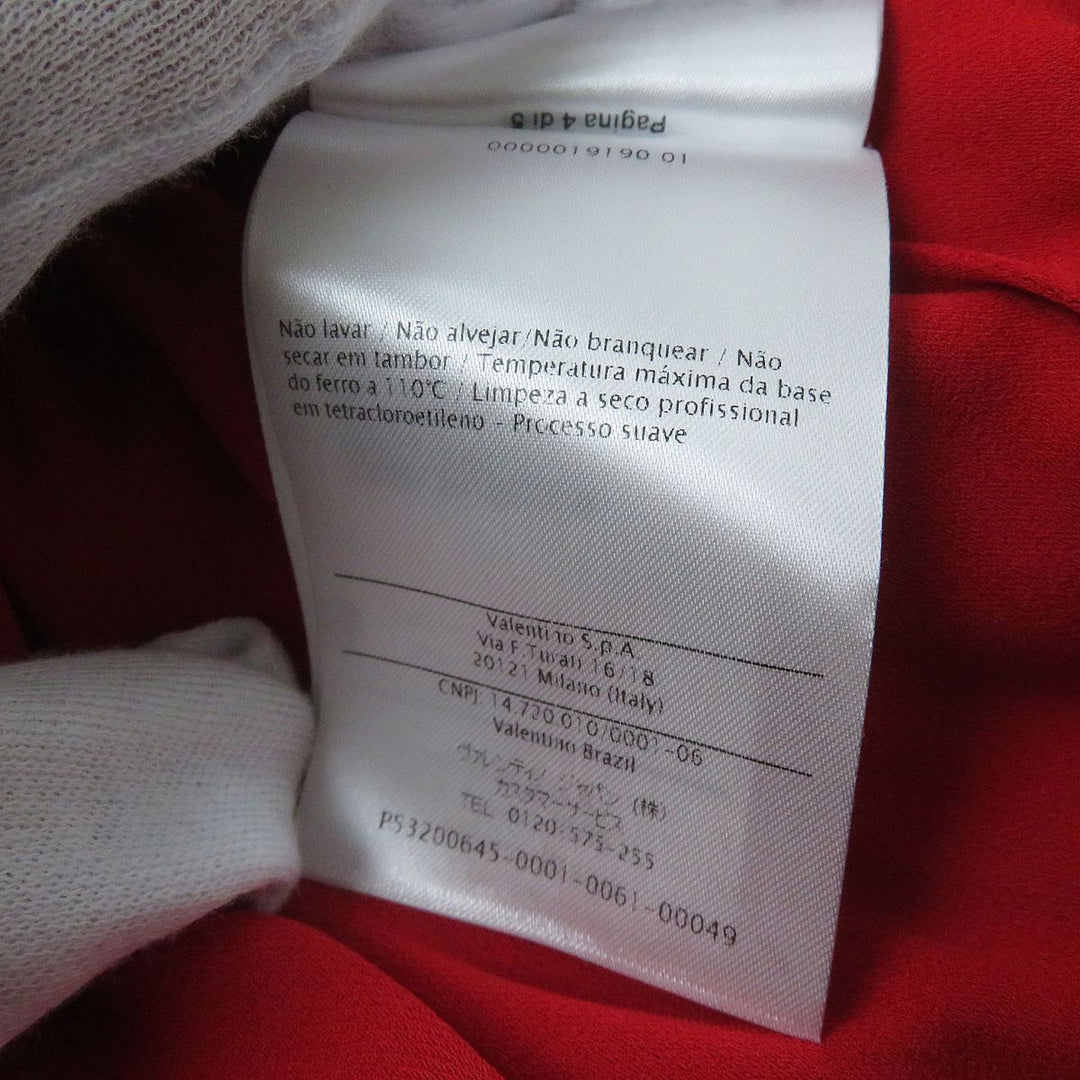 Pagina 4 di 5
0000019190 01
Não lavar / Não alvejar/Não branquear / Não
secar em tambor / Temperatura máxima da base
do ferro a 110°C / Limpeza a seco profissional
em tetracloroetileno - Processo suave
Valentino S.p.A.
Via F.Turati 16/18
20121 Milano (Italy)
CNPJ: 14.720.010/0001-06
Valentino Brazil
ヴァレンティノ ジャパン (株)
カスタマーサービス
TEL 0120-575-255
P53200645-0001-0061-00049